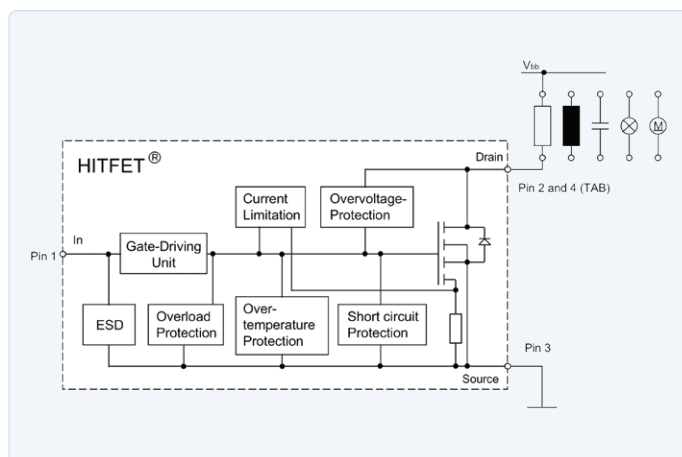 V_bb
M
HITFET®
Drain
Pin 2 and 4 (TAB)
Current
Limitation
Overvoltage-
Protection
In
Pin 1
Gate-Driving
Unit
ESD
Overload
Protection
Over-
temperature
Protection
Short circuit
Protection
Pin 3
Source